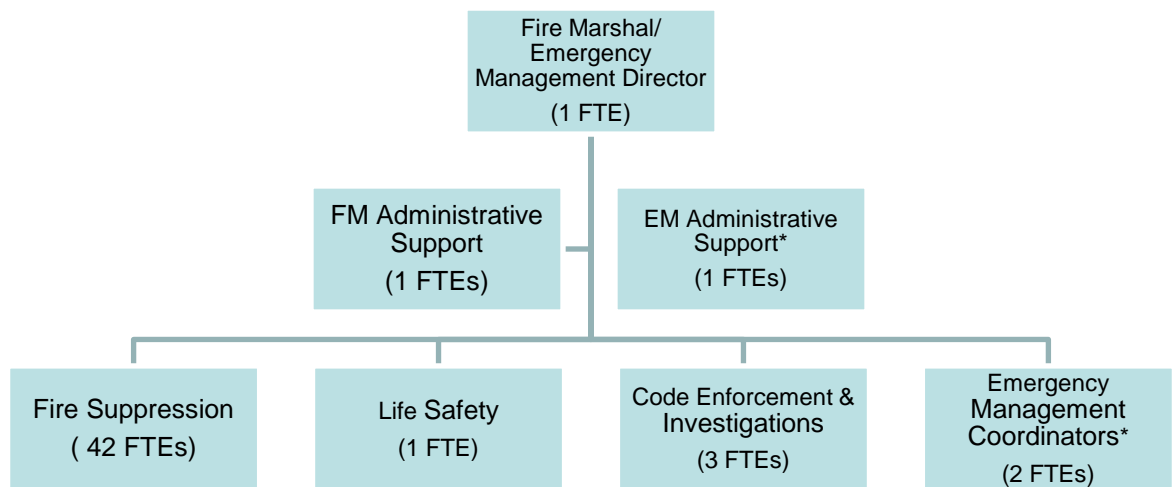 Fire Marshal/
Emergency
Management Director
(1 FTE)
FM Administrative
Support
(1 FTEs)
EM Administrative
Support*
(1 FTEs)
Fire Suppression
( 42 FTEs)
Life Safety
(1 FTE)
Code Enforcement &
Investigations
(3 FTEs)
Emergency
Management
Coordinators*
(2 FTEs)